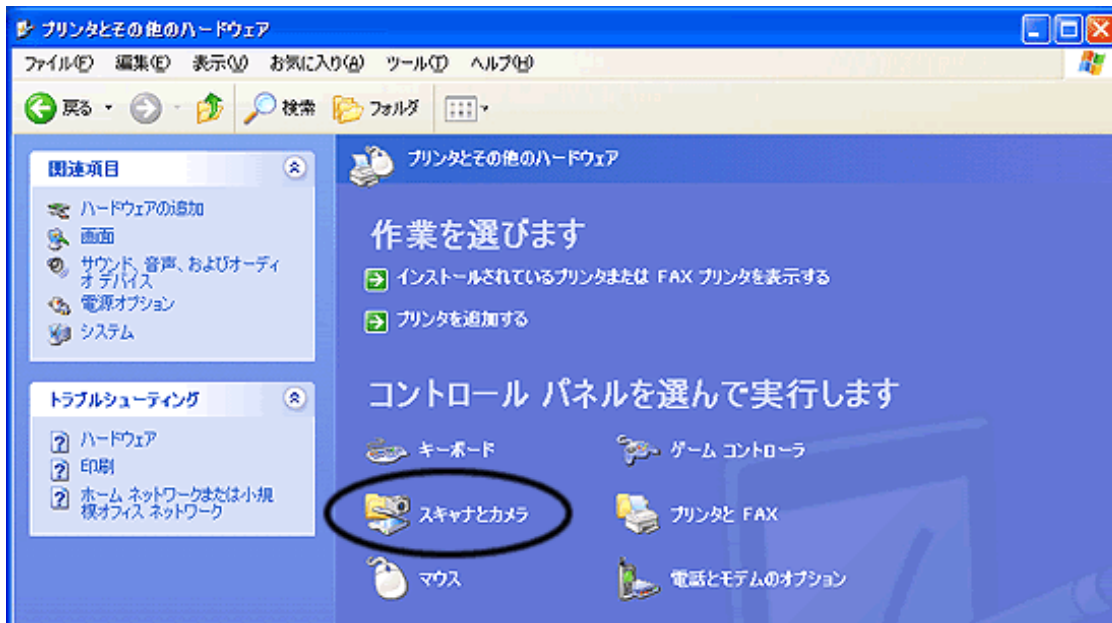 プリンタとその他のハードウェア
ファイル(F) 編集(E) 表示(V) お気に入り(A) ツール(T) ヘルプ(H)
戻る 検索 フォルダ
関連項目
ハードウェアの追加
画面
サウンド、音声、およびオーディ
オ デバイス
電源オプション
システム
トラブルシューティング
ハードウェア
印刷
ホーム ネットワークまたは小規
模オフィス ネットワーク
プリンタとその他のハードウェア
作業を選びます
インストールされているプリンタまたは FAX プリンタを表示する
プリンタを追加する
コントロール パネルを選んで実行します
キーボード
ゲーム コントローラ
スキャナとカメラ
プリンタと FAX
マウス
電話とモデムのオプション